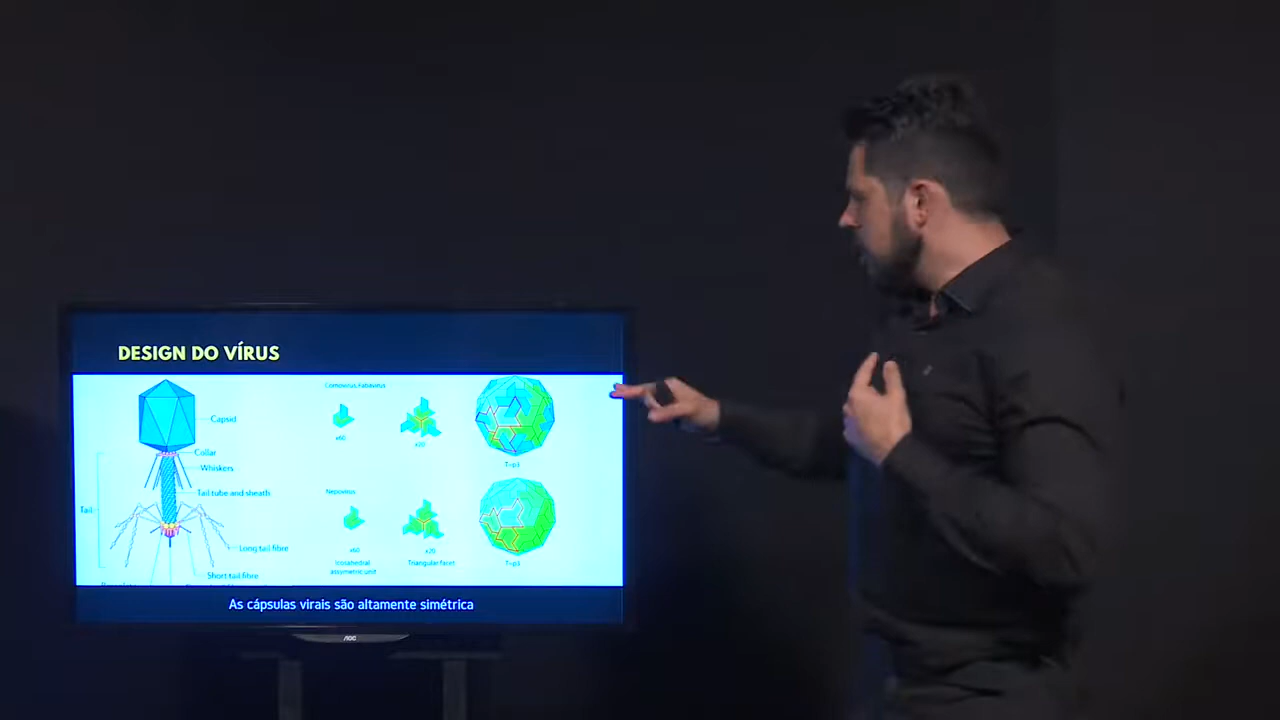 DESIGN DO VÍRUS
Capsid
Collar
Whiskers
Tail tube and sheath
Tail
Long tail fibre
Short tail fibre
Comovirus, Fabavirus
x60
x20
T=p3
Nepovirus
x60
x20
Icosahedral
assymetric unit
Triangular facet
T=p3
As cápsulas virais são altamente simétrica
AOC